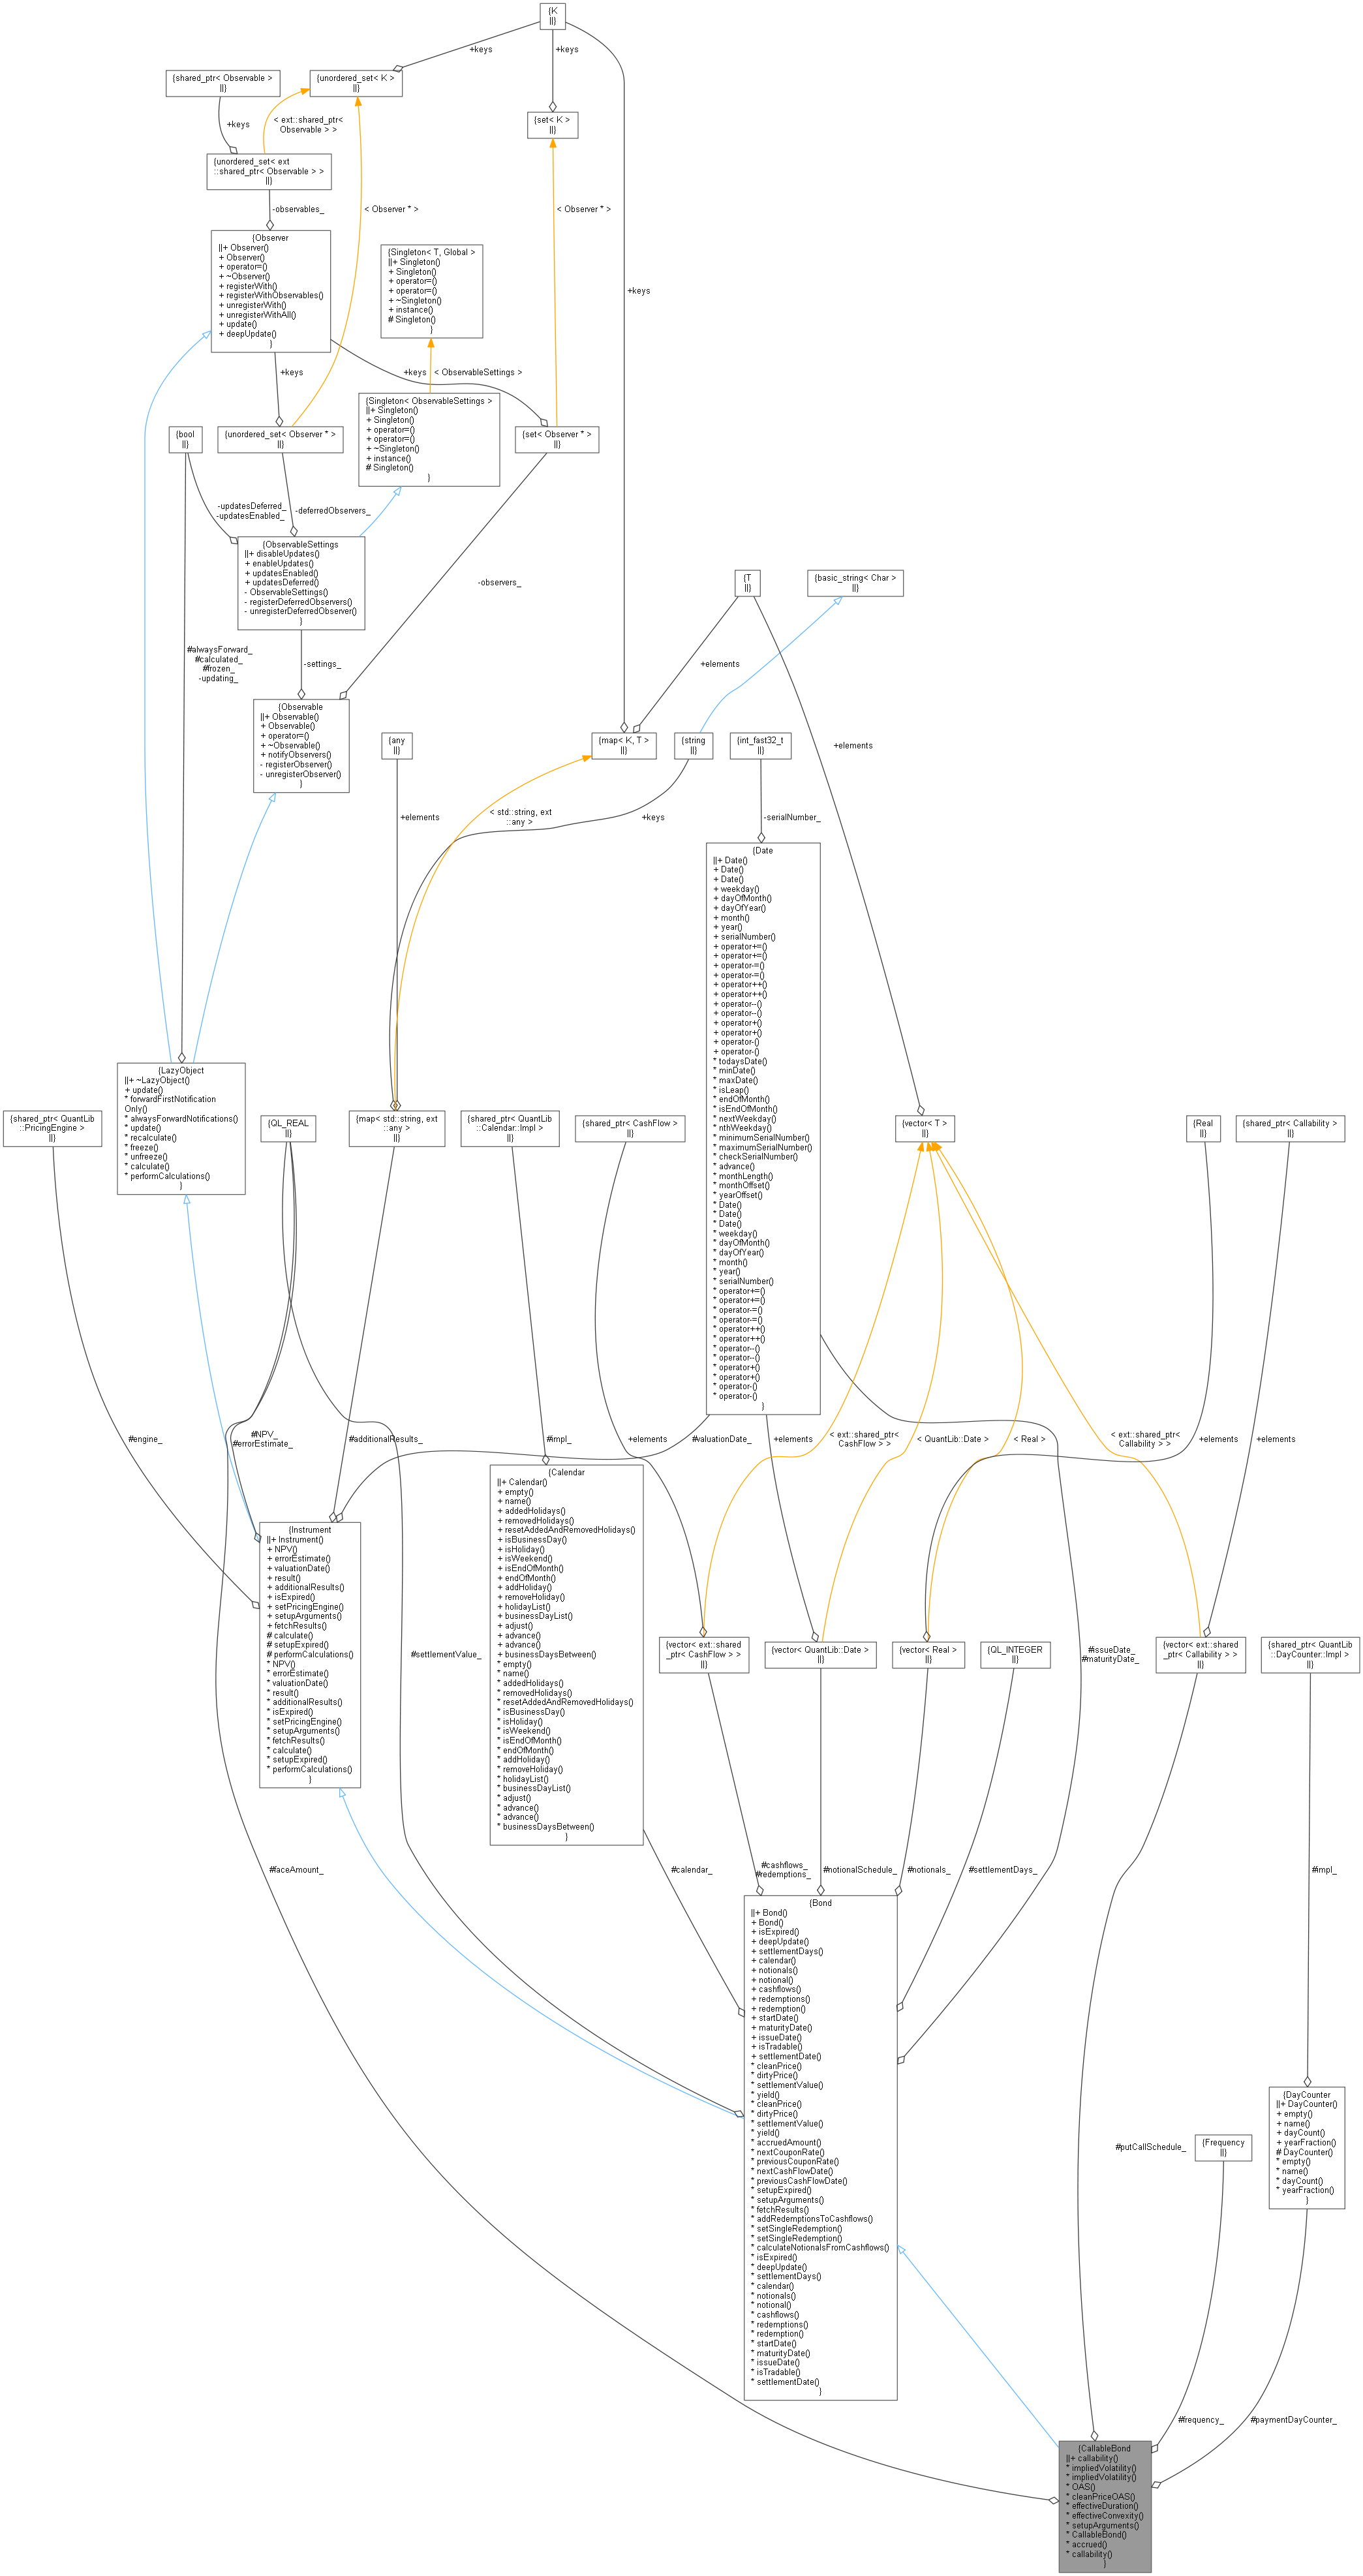 {K
||}
+keys
+keys
{shared_ptr< Observable >
||}
{unordered_set< K >
||}
+keys
< ext::shared_ptr<
Observable > >
{set< K >
||}
{unordered_set< ext
::shared_ptr< Observable > >
||}
-observables_
< Observer * >
< Observer * >
{Observer
||+ Observer()
+ Observer()
+ operator=()
+ ~Observer()
+ registerWith()
+ registerWithObservables()
+ unregisterWith()
+ unregisterWithAll()
+ update()
+ deepUpdate()
}
{Singleton< T, Global >
||+ Singleton()
+ Singleton()
+ operator=()
+ operator=()
+ ~Singleton()
+ instance()
# Singleton()
}
+keys
+keys
+keys
< ObservableSettings >
{Singleton< ObservableSettings >
||+ Singleton()
+ Singleton()
+ operator=()
+ operator=()
+ ~Singleton()
+ instance()
# Singleton()
}
{bool
||}
{unordered_set< Observer * >
||}
{set< Observer * >
||}
-updatesDeferred_
-updatesEnabled_
-deferredObservers_
{ObservableSettings
||+ disableUpdates()
+ enableUpdates()
+ updatesEnabled()
+ updatesDeferred()
- ObservableSettings()
- registerDeferredObservers()
- unregisterDeferredObserver()
}
-observers_
{T
||}
{basic_string< Char >
||}
#alwaysForward_
#calculated_
#frozen_
-updating_
-settings_
+elements
{Observable
||+ Observable()
+ Observable()
+ operator=()
+ ~Observable()
+ notifyObservers()
- registerObserver()
- unregisterObserver()
}
{any
||}
{map< K, T >
||}
{string
||}
{int_fast32_t
||}
+elements
+elements
< std::string, ext
::any >
+keys
-serialNumber_
{Date
||+ Date()
+ Date()
+ Date()
+ weekday()
+ dayOfMonth()
+ dayOfYear()
+ month()
+ year()
+ serialNumber()
+ operator+=()
+ operator+=()
+ operator-=()
+ operator-=()
+ operator++()
+ operator++()
+ operator--()
+ operator--()
+ operator+()
+ operator+()
+ operator-()
+ operator-()
* todaysDate()
* minDate()
* maxDate()
* isLeap()
* endOfMonth()
* isEndOfMonth()
* nextWeekday()
* nthWeekday()
* minimumSerialNumber()
* maximumSerialNumber()
* checkSerialNumber()
* advance()
* monthLength()
* monthOffset()
* yearOffset()
* Date()
* Date()
* Date()
* weekday()
* dayOfMonth()
* dayOfYear()
* month()
* year()
* serialNumber()
* operator+=()
* operator+=()
* operator-=()
* operator-=()
* operator++()
* operator++()
* operator--()
* operator--()
* operator+()
* operator+()
* operator-()
* operator-()
}
{LazyObject
||+ ~LazyObject()
+ update()
* forwardFirstNotification
Only()
* alwaysForwardNotifications()
* update()
* recalculate()
* freeze()
* unfreeze()
* calculate()
* performCalculations()
}
{shared_ptr< QuantLib
::PricingEngine >
||}
{QL_REAL
||}
{map< std::string, ext
::any >
||}
{shared_ptr< QuantLib
::Calendar::Impl >
||}
{shared_ptr< CashFlow >
||}
{vector< T >
||}
{Real
||}
{shared_ptr< Callability >
||}
#engine_
#NPV_
#errorEstimate_
#additionalResults_
#impl_
+elements
#valuationDate_
+elements
< ext::shared_ptr<
CashFlow > >
< QuantLib::Date >
< Real >
< ext::shared_ptr<
Callability > >
+elements
+elements
{Calendar
||+ Calendar()
+ empty()
+ name()
+ addedHolidays()
+ removedHolidays()
+ resetAddedAndRemovedHolidays()
+ isBusinessDay()
+ isHoliday()
+ isWeekend()
+ isEndOfMonth()
+ endOfMonth()
+ addHoliday()
+ removeHoliday()
+ holidayList()
+ businessDayList()
+ adjust()
+ advance()
+ advance()
+ businessDaysBetween()
* empty()
* name()
* addedHolidays()
* removedHolidays()
* resetAddedAndRemovedHolidays()
* isBusinessDay()
* isHoliday()
* isWeekend()
* isEndOfMonth()
* endOfMonth()
* addHoliday()
* removeHoliday()
* holidayList()
* businessDayList()
* adjust()
* advance()
* advance()
* businessDaysBetween()
}
{Instrument
||+ Instrument()
+ NPV()
+ errorEstimate()
+ valuationDate()
+ result()
+ additionalResults()
+ isExpired()
+ setPricingEngine()
+ setupArguments()
+ fetchResults()
# calculate()
# setupExpired()
# performCalculations()
* NPV()
* errorEstimate()
* valuationDate()
* result()
* additionalResults()
* isExpired()
* setPricingEngine()
* setupArguments()
* fetchResults()
* calculate()
* setupExpired()
* performCalculations()
}
#settlementValue_
{vector< ext::shared
_ptr< CashFlow > >
||}
{vector< QuantLib::Date >
||}
{vector< Real >
||}
{QL_INTEGER
||}
#issueDate_
#maturityDate_
{vector< ext::shared
_ptr< Callability > >
||}
{shared_ptr< QuantLib
::DayCounter::Impl >
||}
#faceAmount_
#calendar_
#cashflows_
#redemptions_
#notionalSchedule_
#notionals_
#settlementDays_
#impl_
{Bond
||+ Bond()
+ Bond()
+ isExpired()
+ deepUpdate()
+ settlementDays()
+ calendar()
+ notionals()
+ notional()
+ cashflows()
+ redemptions()
+ redemption()
+ startDate()
+ maturityDate()
+ issueDate()
+ isTradable()
+ settlementDate()
* cleanPrice()
* dirtyPrice()
* settlementValue()
* yield()
* cleanPrice()
* dirtyPrice()
* settlementValue()
* yield()
* accruedAmount()
* nextCouponRate()
* previousCouponRate()
* nextCashFlowDate()
* previousCashFlowDate()
* setupExpired()
* setupArguments()
* fetchResults()
* addRedemptionsToCashflows()
* setSingleRedemption()
* setSingleRedemption()
* calculateNotionalsFromCashflows()
* isExpired()
* deepUpdate()
* settlementDays()
* calendar()
* notionals()
* notional()
* cashflows()
* redemptions()
* redemption()
* startDate()
* maturityDate()
* issueDate()
* isTradable()
* settlementDate()
}
#putCallSchedule_
{Frequency
||}
{DayCounter
||+ DayCounter()
+ empty()
+ name()
+ dayCount()
+ yearFraction()
# DayCounter()
* empty()
* name()
* dayCount()
* yearFraction()
}
#frequency_
#paymentDayCounter_
{CallableBond
||+ callability()
* impliedVolatility()
* impliedVolatility()
* OAS()
* cleanPriceOAS()
* effectiveDuration()
* effectiveConvexity()
* setupArguments()
* CallableBond()
* accrued()
* callability()
}